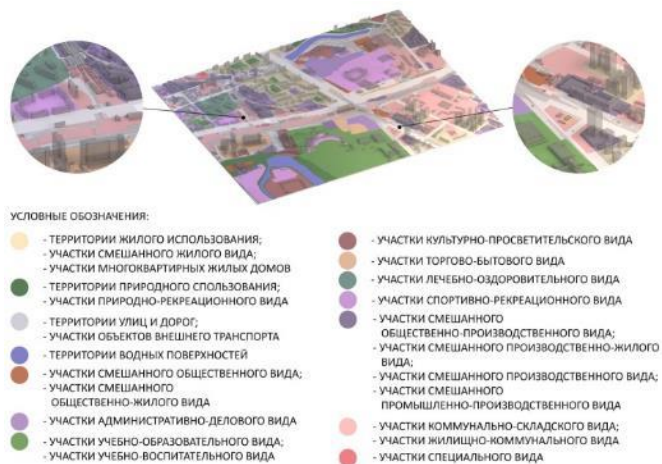 УСЛОВНЫЕ ОБОЗНАЧЕНИЯ:
- ТЕРРИТОРИИ ЖИЛОГО ИСПОЛЬЗОВАНИЯ;
- УЧАСТКИ СМЕШАННОГО ЖИЛОГО ВИДА;
- УЧАСТКИ МНОГОКВАРТИРНЫХ ЖИЛЫХ ДОМОВ
- ТЕРРИТОРИИ ПРИРОДНОГО СПОЛЬЗОВАНИЯ;
- УЧАСТКИ ПРИРОДНО-РЕКРЕАЦИОННОГО ВИДА
- ТЕРРИТОРИИ УЛИЦ И ДОРОГ;
- УЧАСТКИ ОБЪЕКТОВ ВНЕШНЕГО ТРАНСПОРТА
- ТЕРРИТОРИИ ВОДНЫХ ПОВЕРХНОСТЕЙ
- УЧАСТКИ СМЕШАННОГО ОБЩЕСТВЕННОГО ВИДА;
- УЧАСТКИ СМЕШАННОГО
ОБЩЕСТВЕННО-ЖИЛОГО ВИДА
- УЧАСТКИ АДМИНИСТРАТИВНО-ДЕЛОВОГО ВИДА
- УЧАСТКИ УЧЕБНО-ОБРАЗОВАТЕЛЬНОГО ВИДА;
- УЧАСТКИ УЧЕБНО-ВОСПИТАТЕЛЬНОГО ВИДА
- УЧАСТКИ КУЛЬТУРНО-ПРОСВЕТИТЕЛЬСКОГО ВИДА
- УЧАСТКИ ТОРГОВО-БЫТОВОГО ВИДА
- УЧАСТКИ ЛЕЧЕБНО-ОЗДОРОВИТЕЛЬНОГО ВИДА
- УЧАСТКИ СПОРТИВНО-РЕКРЕАЦИОННОГО ВИДА
- УЧАСТКИ СМЕШАННОГО
ОБЩЕСТВЕННО-ПРОИЗВОДСТВЕННОГО ВИДА;
- УЧАСТКИ СМЕШАННОГО ПРОИЗВОДСТВЕННО-ЖИЛОГО
ВИДА;
- УЧАСТКИ СМЕШАННОГО ПРОИЗВОДСТВЕННОГО ВИДА;
- УЧАСТКИ СМЕШАННОГО
ПРОМЫШЛЕННО-ПРОИЗВОДСТВЕННОГО ВИДА
- УЧАСТКИ КОММУНАЛЬНО-СКЛАДСКОГО ВИДА;
- УЧАСТКИ ЖИЛИЩНО-КОММУНАЛЬНОГО ВИДА
- УЧАСТКИ СПЕЦИАЛЬНОГО ВИДА